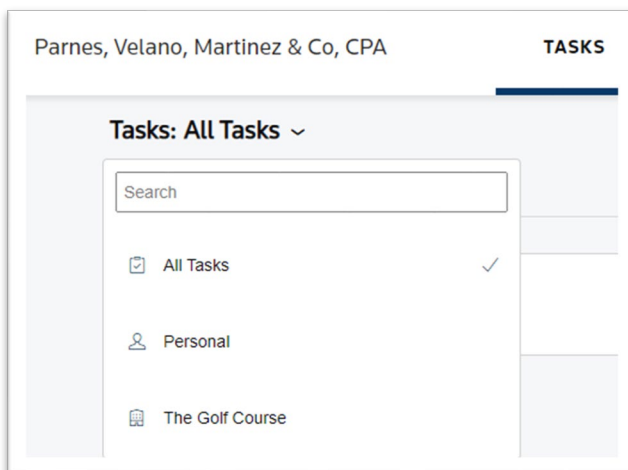 Parnes, Velano, Martinez & Co, CPA TASKS
Tasks: All Tasks
Search
All Tasks
Personal
The Golf Course